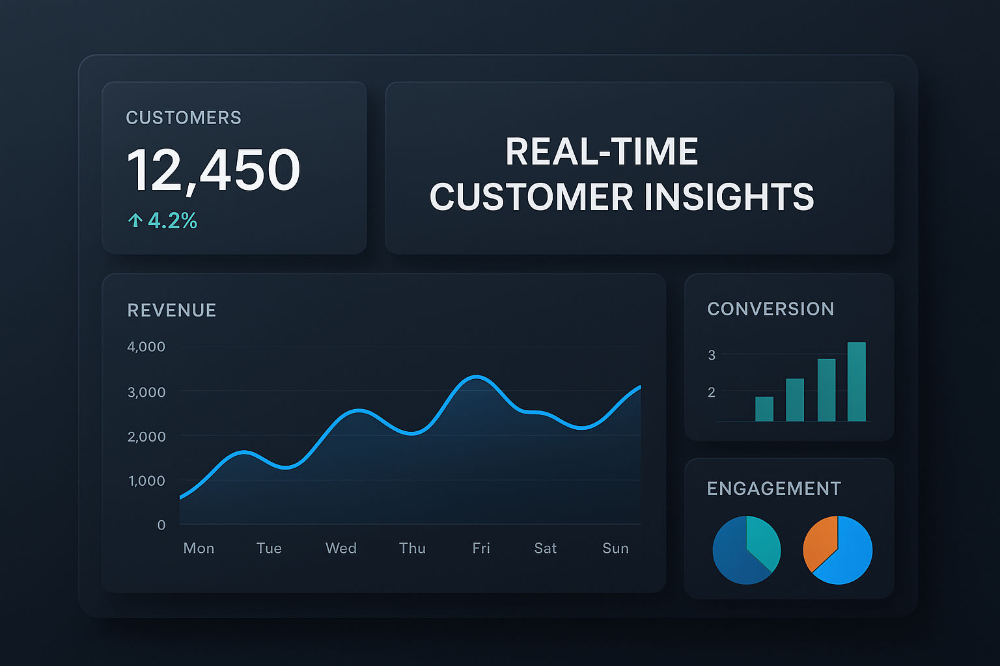 CUSTOMERS
12,450
↑ 4.2%
REAL-TIME
CUSTOMER INSIGHTS
REVENUE
4,000
3,000
2,000
1,000
0
Mon Tue Wed Thu Fri Sat Sun
CONVERSION
3
2
ENGAGEMENT